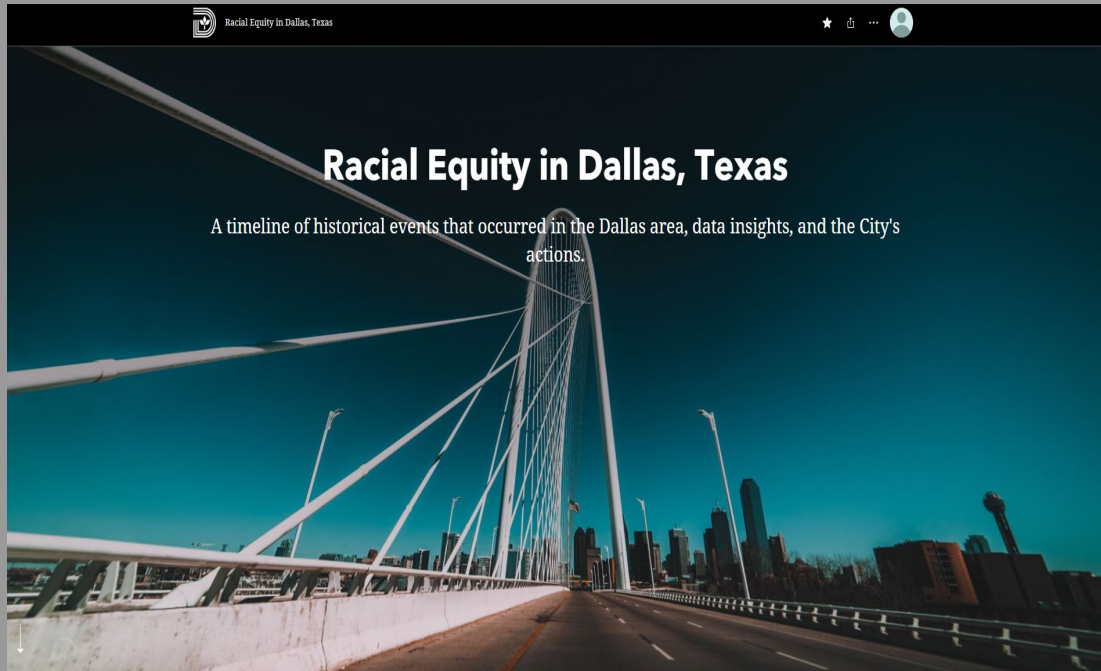 Racial Equity in Dallas, Texas
Racial Equity in Dallas, Texas
A timeline of historical events that occurred in the Dallas area, data insights, and the City's
actions.